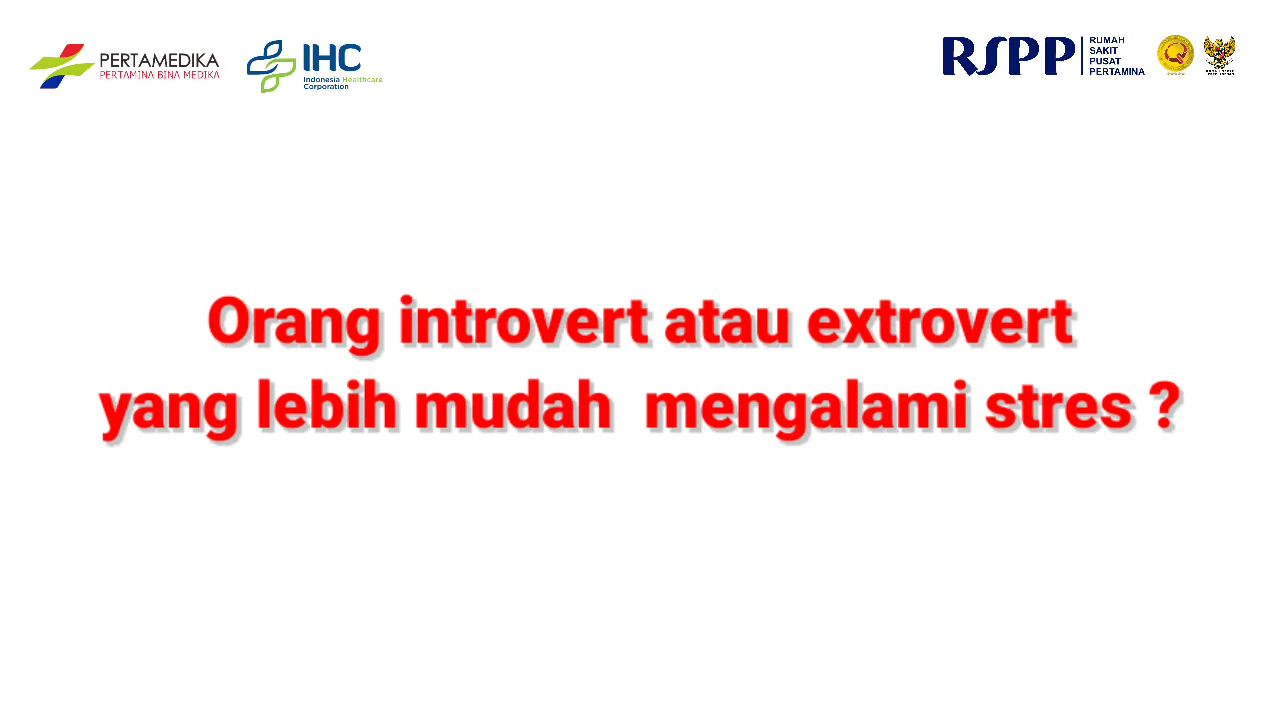 PERTAMEDIKA
PERTAMINA BINA MEDIKA
IHC
Indonesia Healthcare
Corporation
RSPP
RUMAH
SAKIT
PUSAT
PERTAMINA
Orang introvert atau extrovert
yang lebih mudah mengalami stres ?